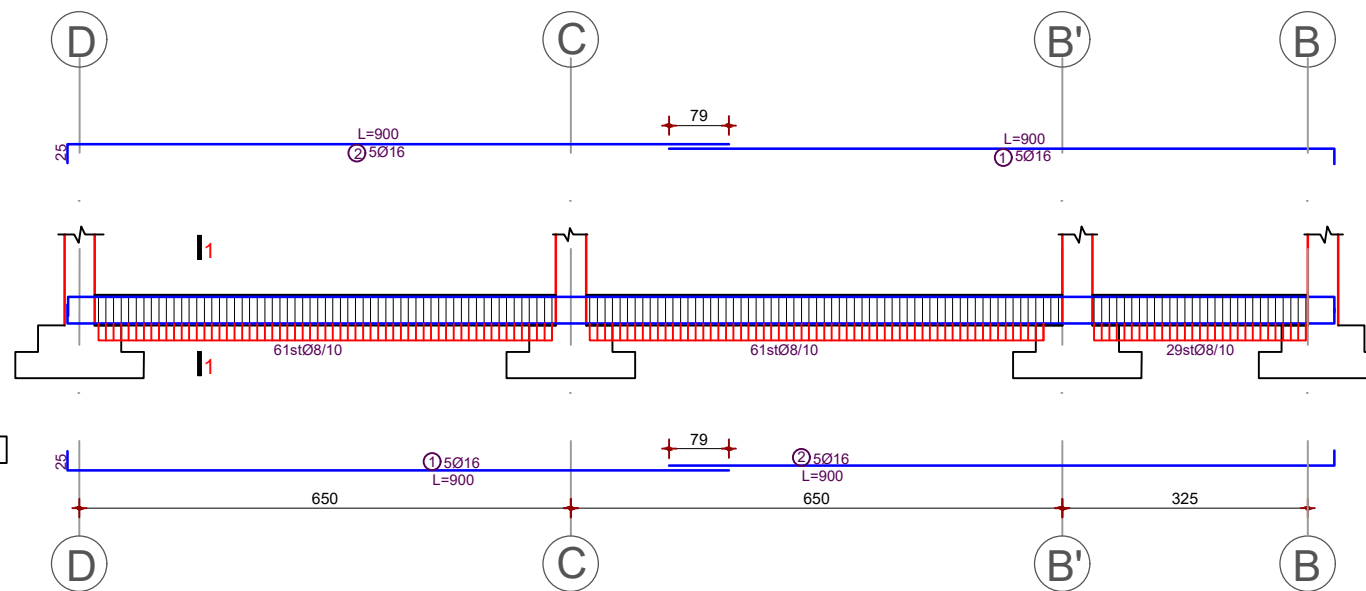 D C B' B
79
L=900 L=900
25 2 5Ø16 1 5Ø16
1
61stØ8/10 61stØ8/10 29stØ8/10
1
79
25 1 5Ø16 2 5Ø16
L=900 L=900
650 650 325
D C B' B